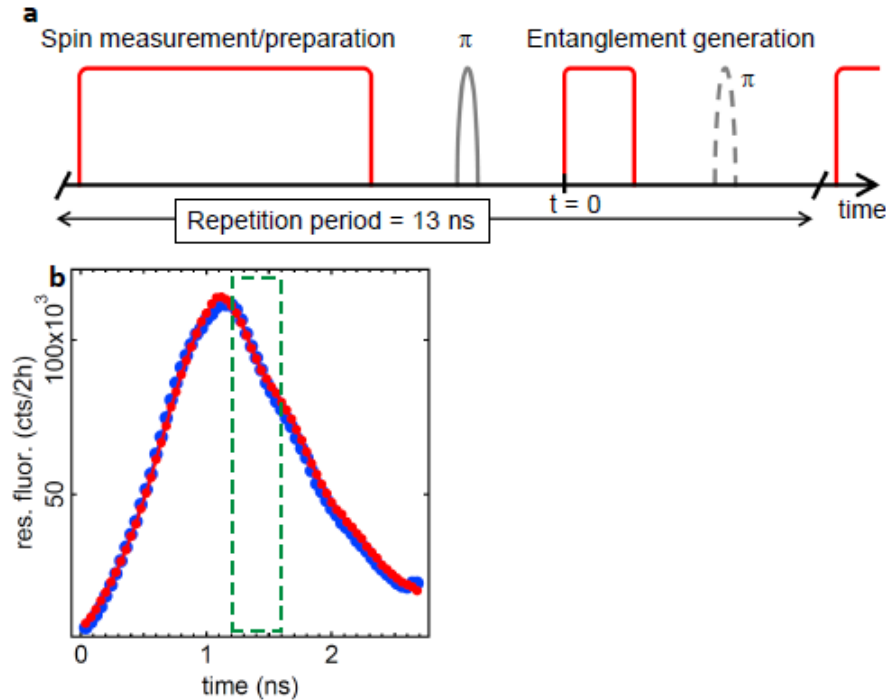 a
Spin measurement/preparation
π
Entanglement generation
π
t = 0
time
Repetition period = 13 ns
b
res. fluor. (cts/2h)
100x10³
50
0
1
2
time (ns)